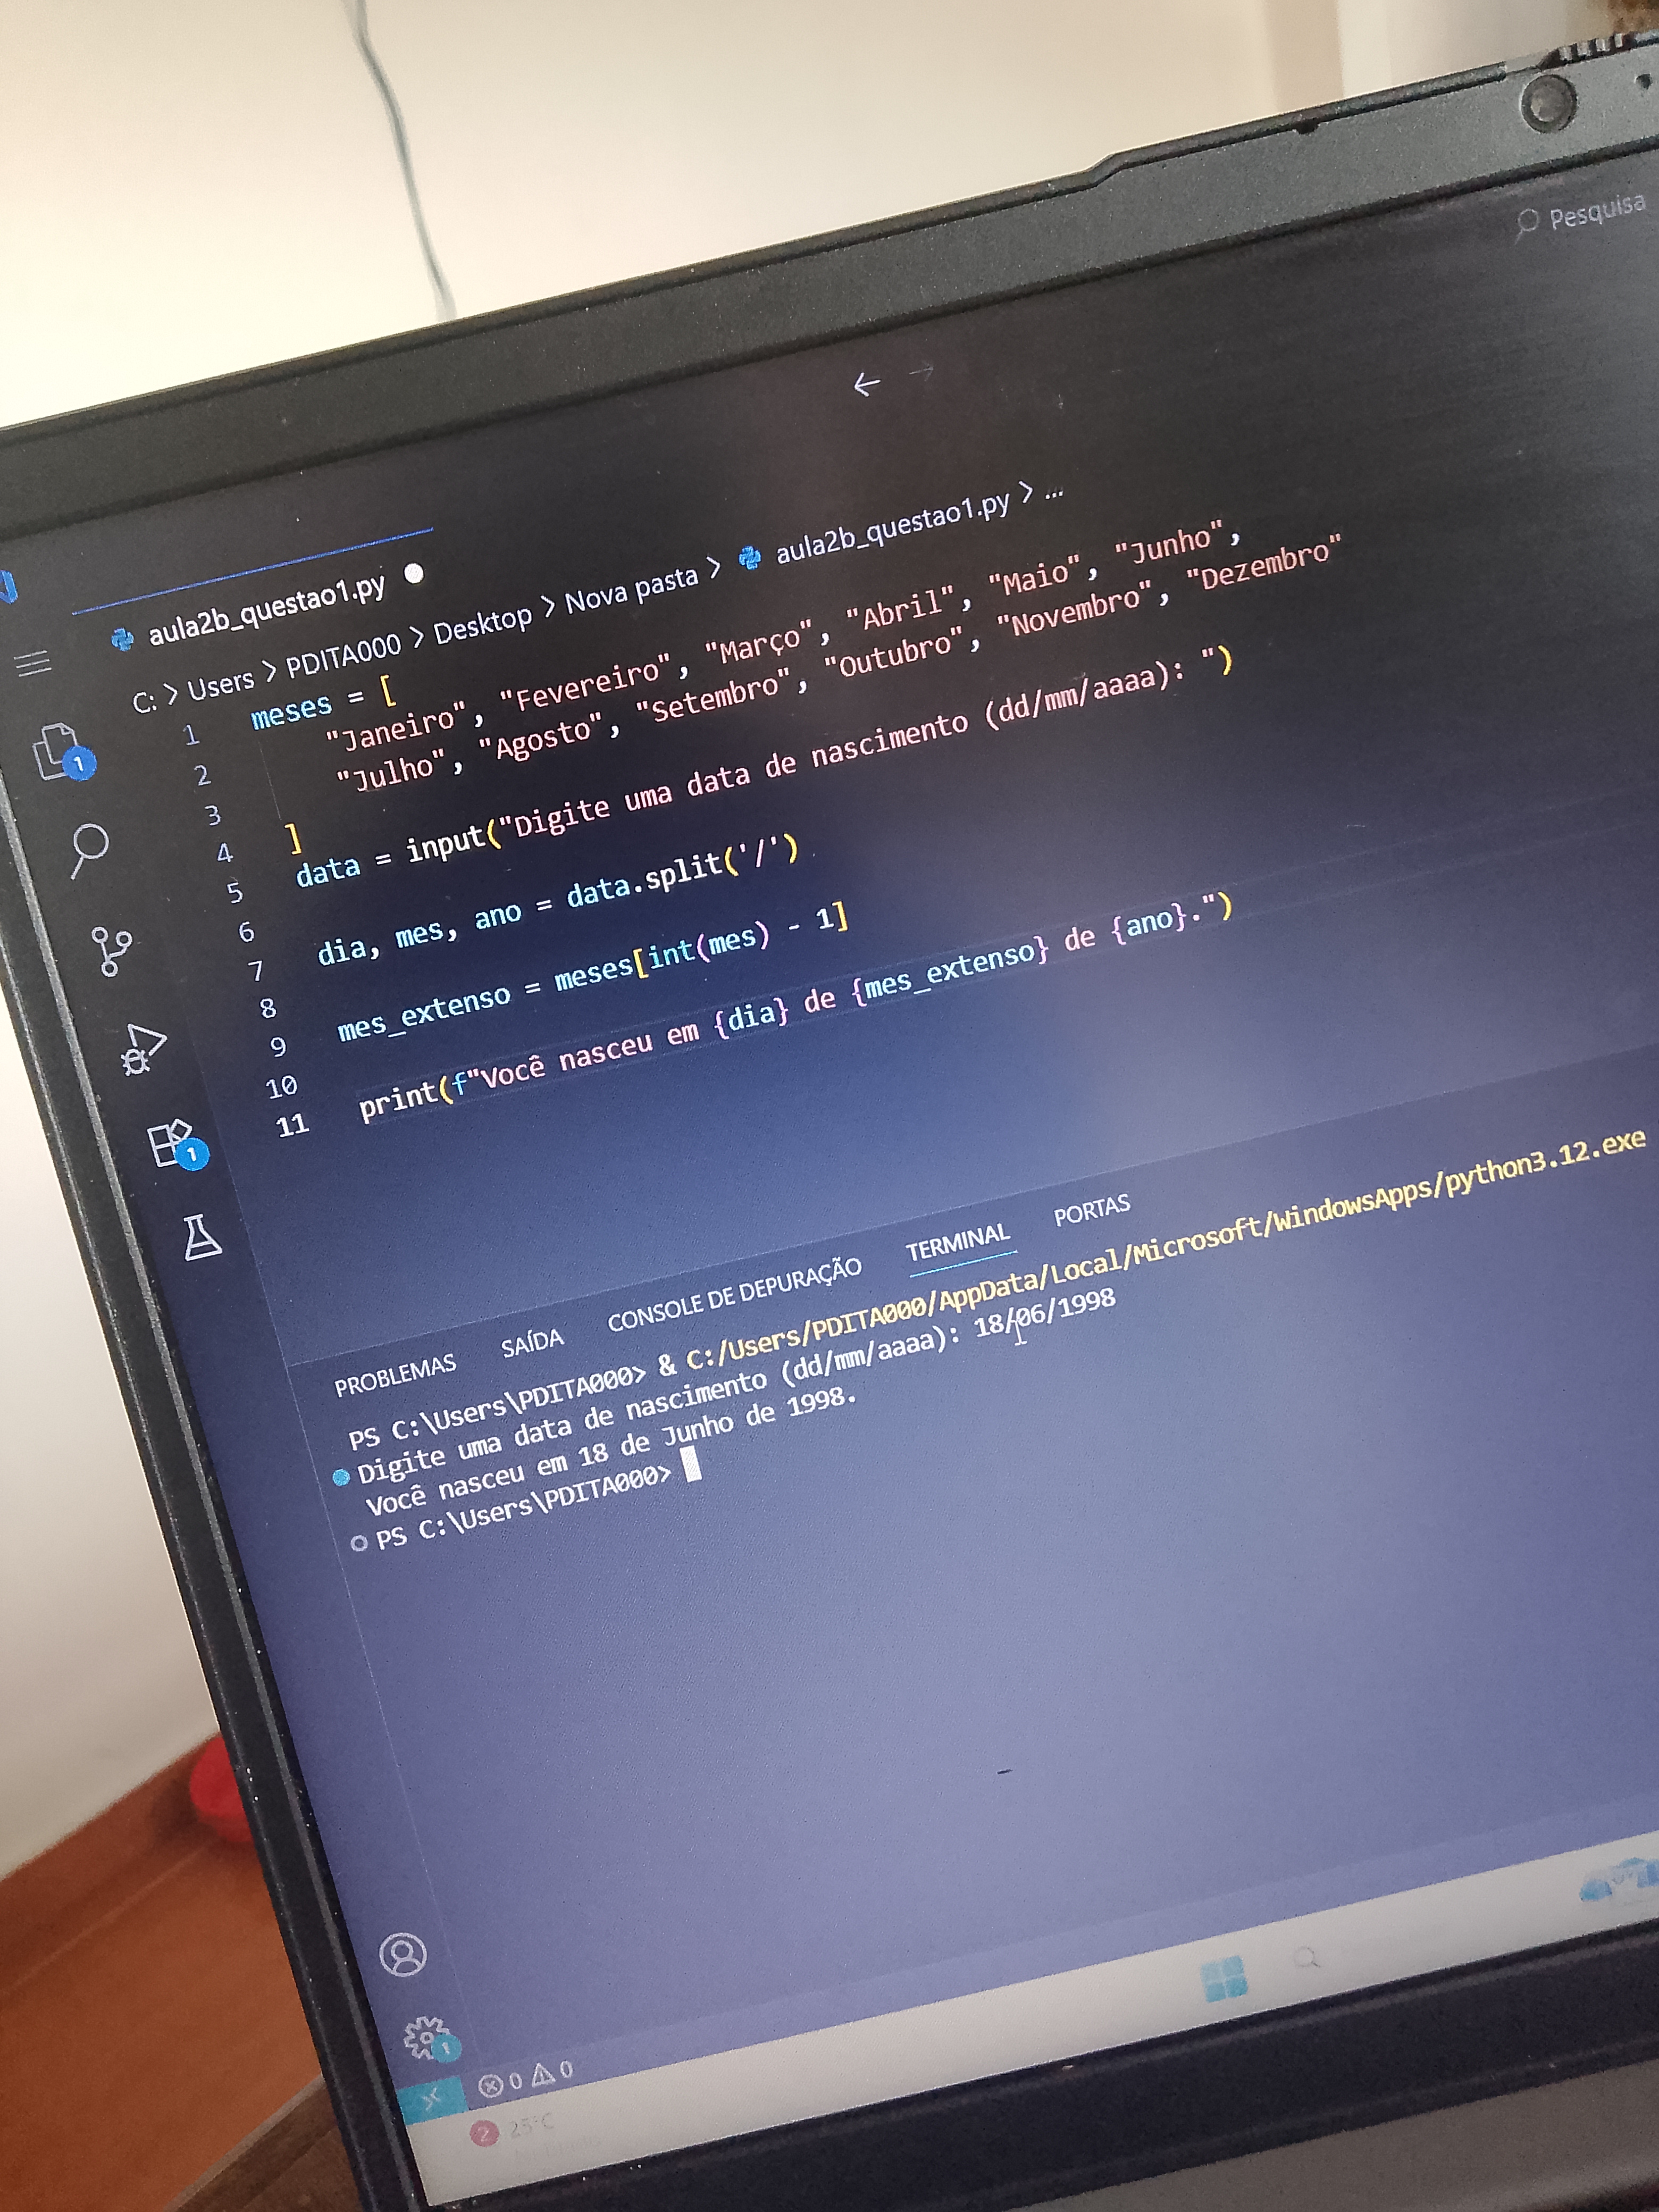 Pesquisa
aula2b_questao1.py
C: > Users > PDITA000 > Desktop > Nova pasta > aula2b_questao1.py > ...
1 meses = [
2 "Janeiro", "Fevereiro", "Março", "Abril", "Maio", "Junho",
3 "Julho", "Agosto", "Setembro", "Outubro", "Novembro", "Dezembro"
4 ]
5 data = input("Digite uma data de nascimento (dd/mm/aaaa): ")
6
7 dia, mes, ano = data.split('/')
8
9 mes_extenso = meses[int(mes) - 1]
10
11 print(f"Você nasceu em {dia} de {mes_extenso} de {ano}.")
1
1
PROBLEMAS SAÍDA CONSOLE DE DEPURAÇÃO TERMINAL PORTAS
PS C:\Users\PDITA000> & C:/Users/PDITA000/AppData/Local/Microsoft/WindowsApps/python3.12.exe
Digite uma data de nascimento (dd/mm/aaaa): 18/06/1998
Você nasceu em 18 de Junho de 1998.
PS C:\Users\PDITA000>
1
0 0
2 25°C